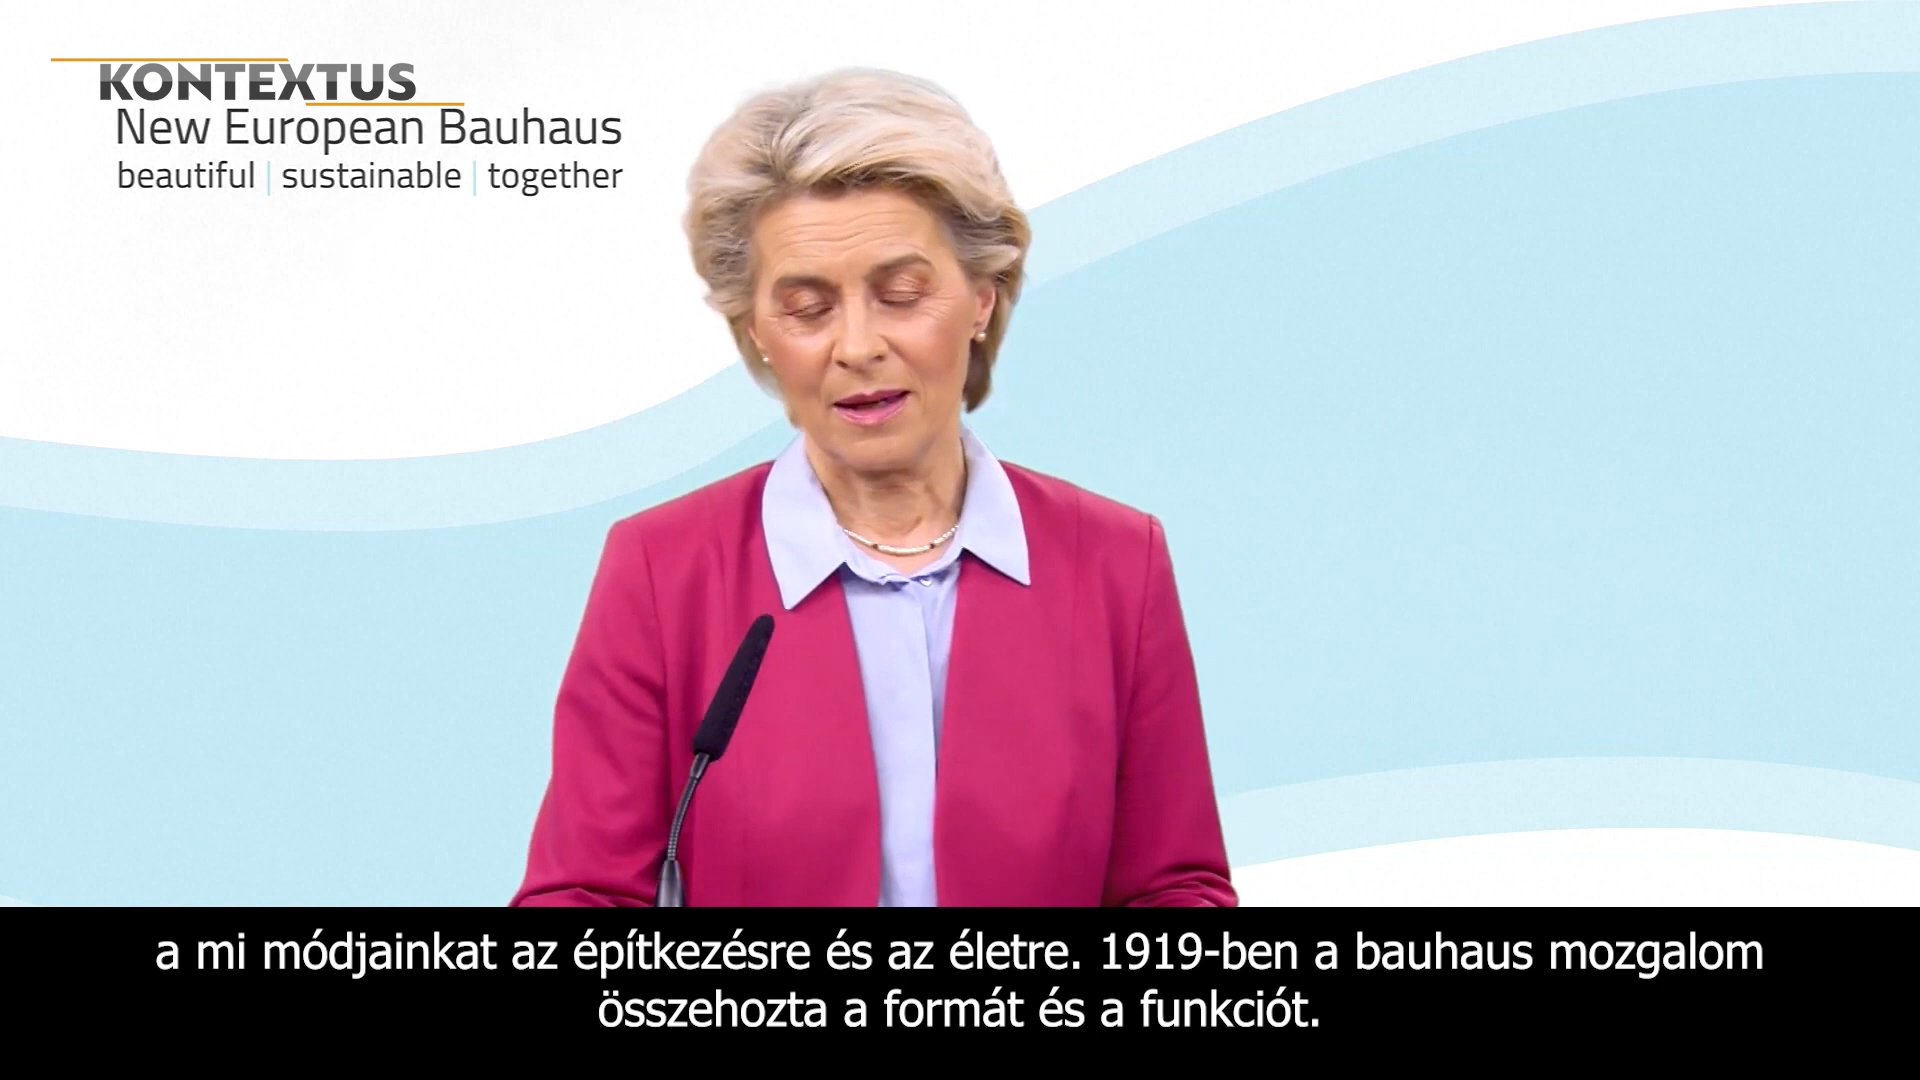 KONTEXTUS
New European Bauhaus
beautiful | sustainable | together
a mi módjainkat az építkezésre és az életre. 1919-ben a bauhaus mozgalom
összehozta a formát és a funkciót.